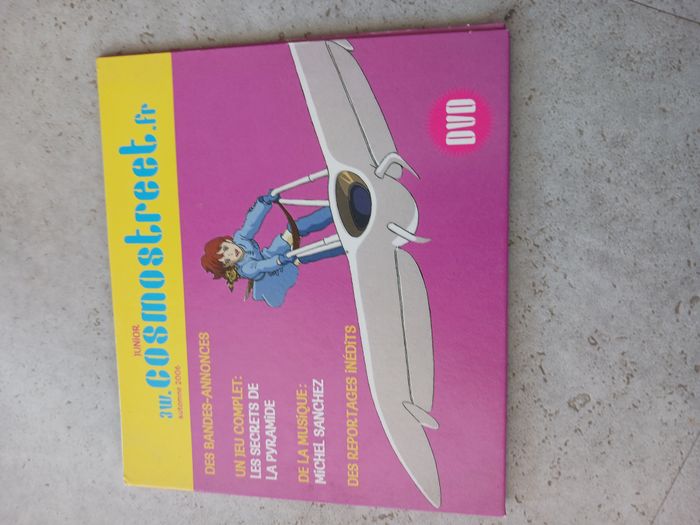 JUNIOR
3w.cosmostreet.fr
automne 2006
DES BANDES-ANNONCES
UN JEU COMPLET :
LES SECRETS DE
LA PYRAMIDE
DE LA MUSIQUE :
MICHEL SANCHEZ
DES REPORTAGES INÉDITS
DVD